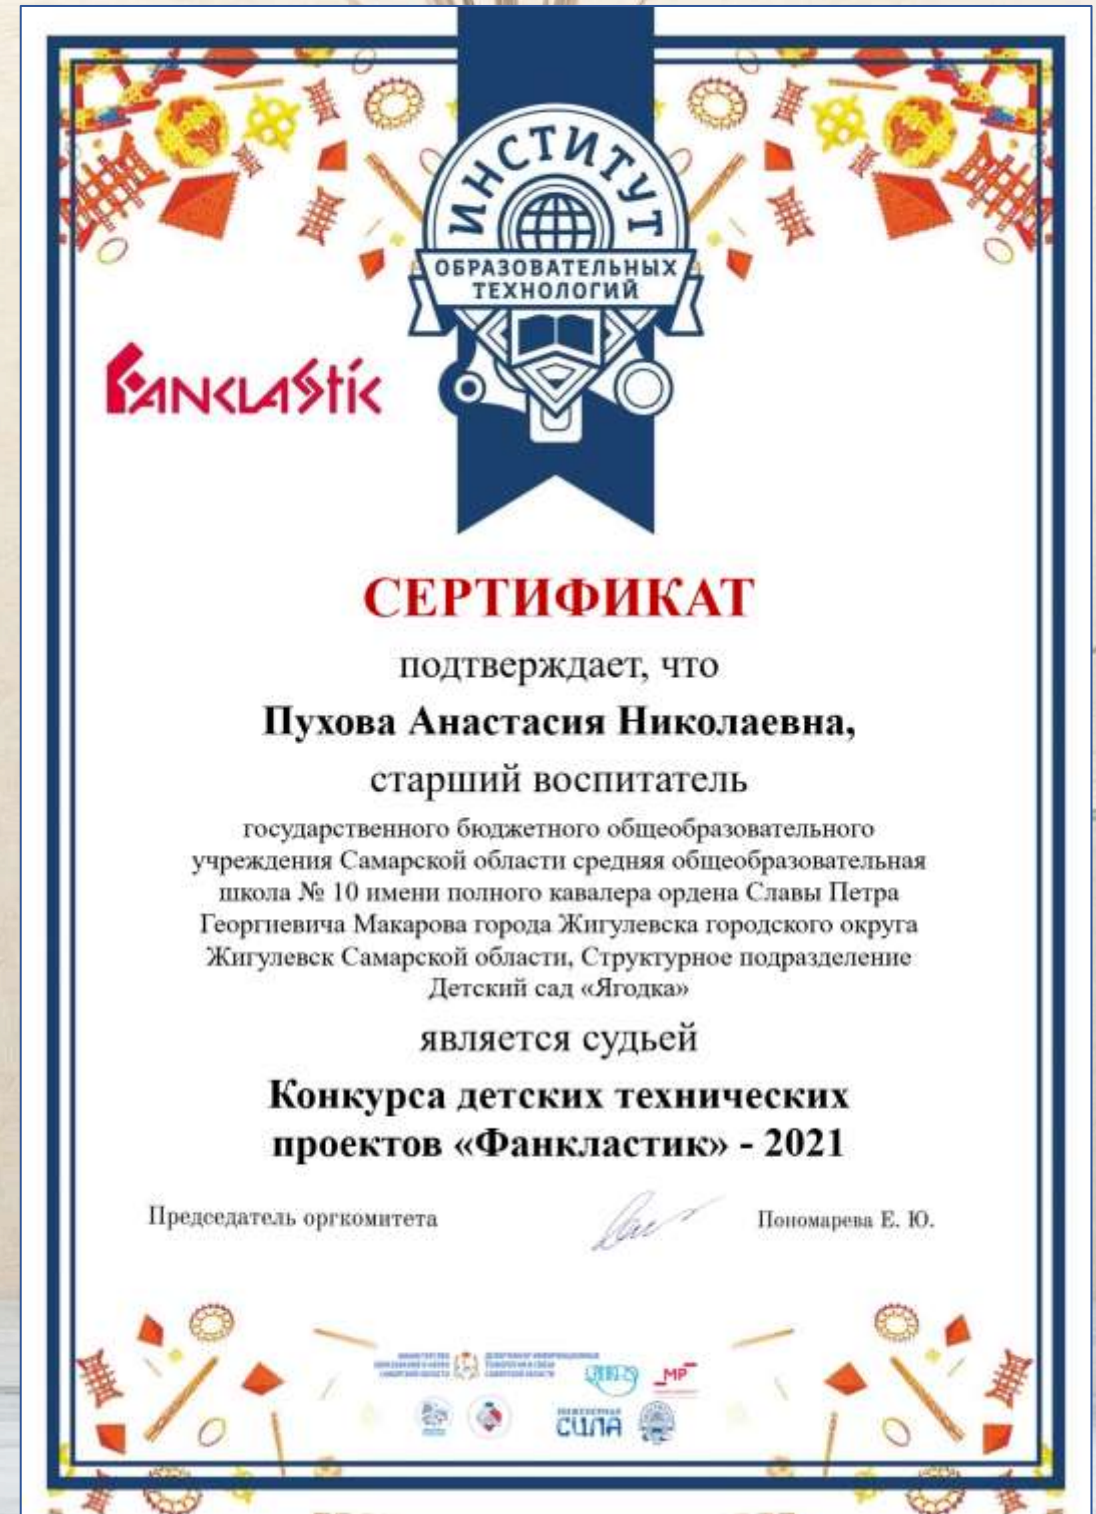 ИНСТИТУТ
ОБРАЗОВАТЕЛЬНЫХ
ТЕХНОЛОГИЙ
Fanclastic
СЕРТИФИКАТ
подтверждает, что
Пухова Анастасия Николаевна,
старший воспитатель
государственного бюджетного общеобразовательного
учреждения Самарской области средняя общеобразовательная
школа № 10 имени полного кавалера ордена Славы Петра
Георгиевича Макарова города Жигулевска городского округа
Жигулевск Самарской области, Структурное подразделение
Детский сад «Ягодка»
является судьей
Конкурса детских технических
проектов «Фанкластик» - 2021
Председатель оргкомитета
Пономарева Е. Ю.
МР
ИНЖЕНЕРНАЯ
СИЛА